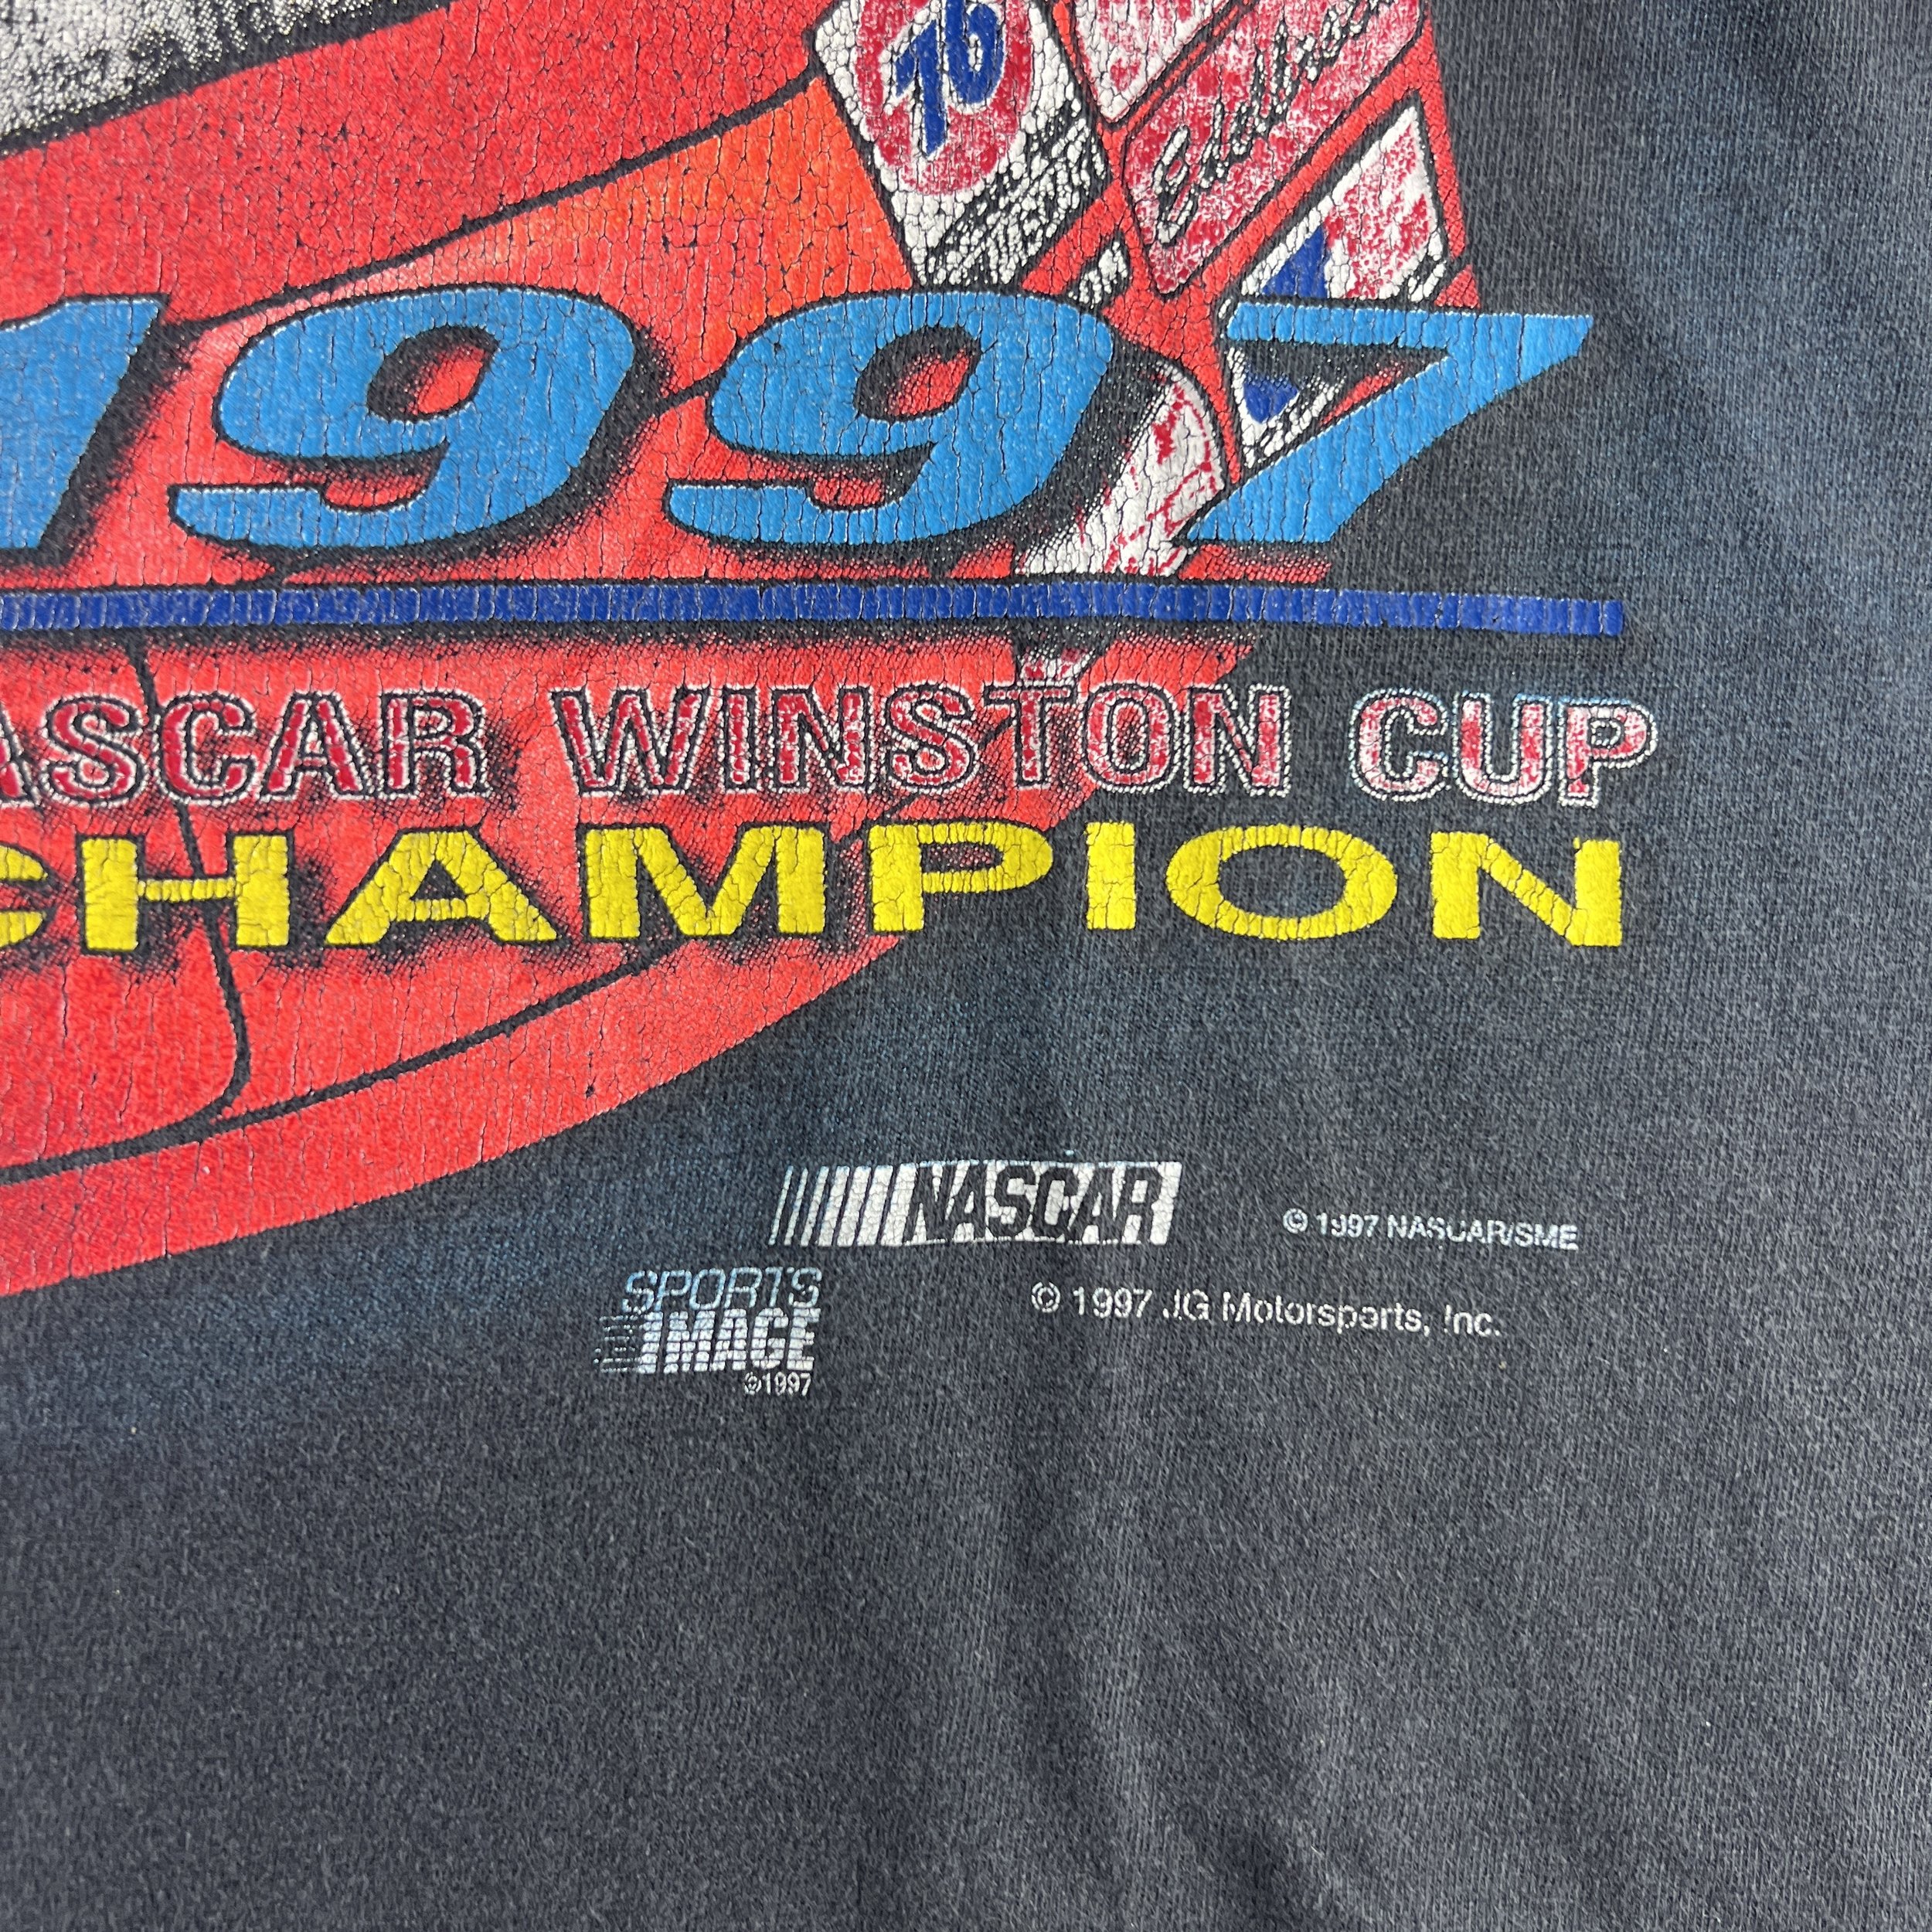 76
1997
ASCAR WINSTON CUP
CHAMPION
NASCAR
© 1997 NASCAR/SME
SPORTS
IMAGE
©1997
© 1997 JG Motorsports, Inc.